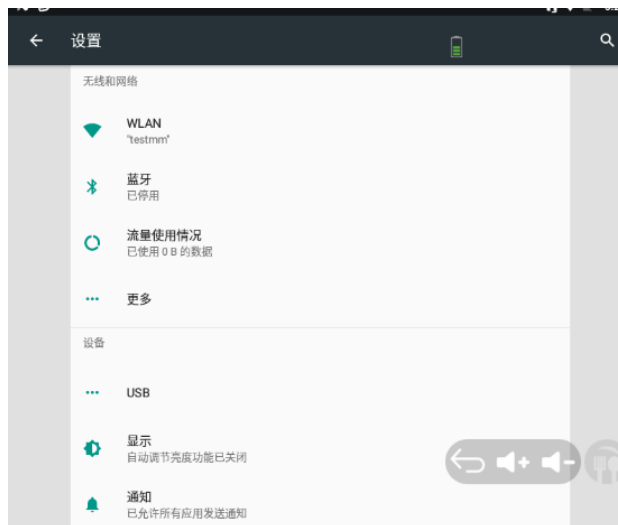 设置
无线和网络
WLAN
"testmm"
蓝牙
已停用
流量使用情况
已使用 0 B 的数据
更多
设备
USB
显示
自动调节亮度功能已关闭
通知
已允许所有应用发送通知